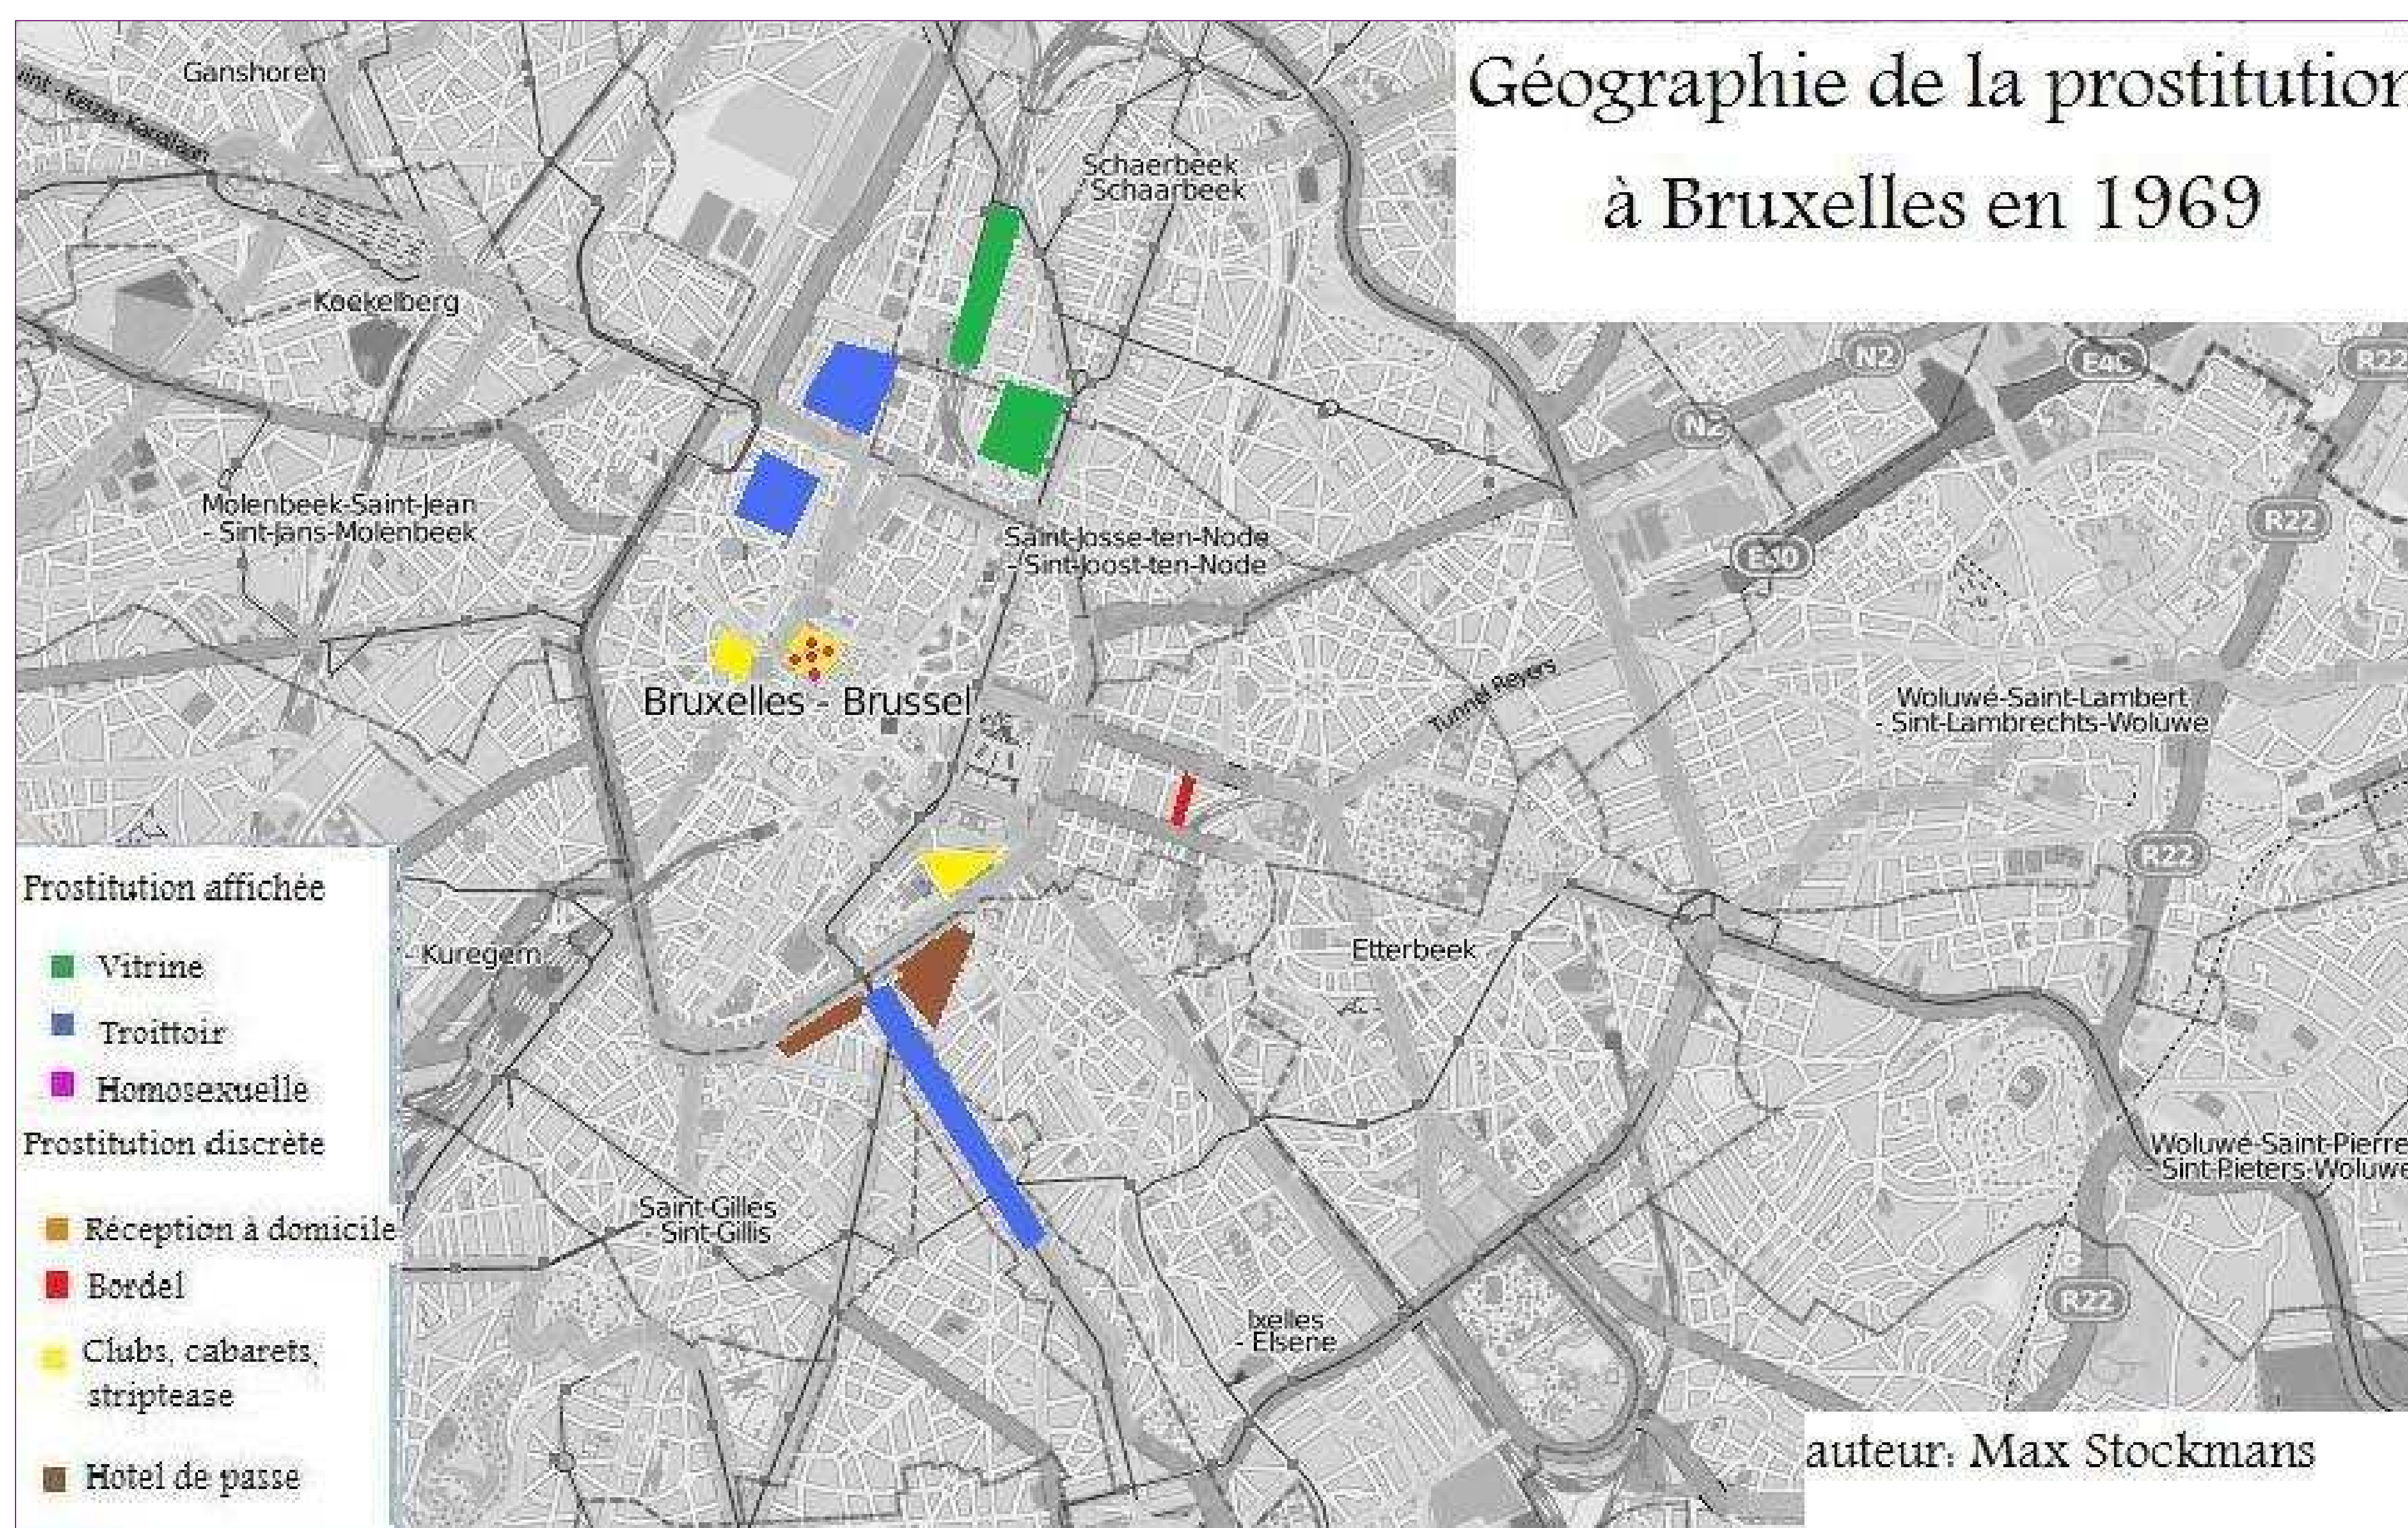 Géographie de la prostitution
à Bruxelles en 1969
Ganshoren
Schaerbeek
Schaarbeek
Koekelberg
N2
E40
R22
N2
Molenbeek-Saint-Jean
- Sint-Jans-Molenbeek
R22
Saint-Josse-ten-Node
- Sint-Joost-ten-Node
E40
Tunnel Reyers
Bruxelles - Brussel
Woluwé-Saint-Lambert
- Sint-Lambrechts-Woluwe
R22
Prostitution affichée
Vitrine
Troittoir
Homosexuelle
Prostitution discrète
Réception à domicile
Bordel
Clubs, cabarets,
striptease
Hotel de passe
- Kuregem
Etterbeek
Woluwé-Saint-Pierre
- Sint-Pieters-Woluwe
Saint-Gilles
- Sint-Gillis
R22
Ixelles
- Elsene
auteur: Max Stockmans